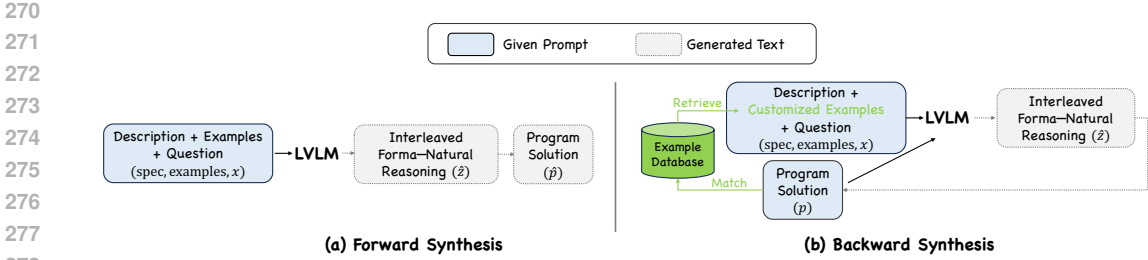 270
271
272
273
274
275
276
277
Given Prompt
Generated Text
Description + Examples
+ Question
(spec, examples, x)
LVLM
Interleaved
Forma—Natural
Reasoning (ẑ)
Program
Solution
(p̂)
(a) Forward Synthesis
Retrieve
Example
Database
Match
Description +
Customized Examples
+ Question
(spec, examples, x)
Program
Solution
(p)
LVLM
Interleaved
Forma—Natural
Reasoning (ẑ)
(b) Backward Synthesis